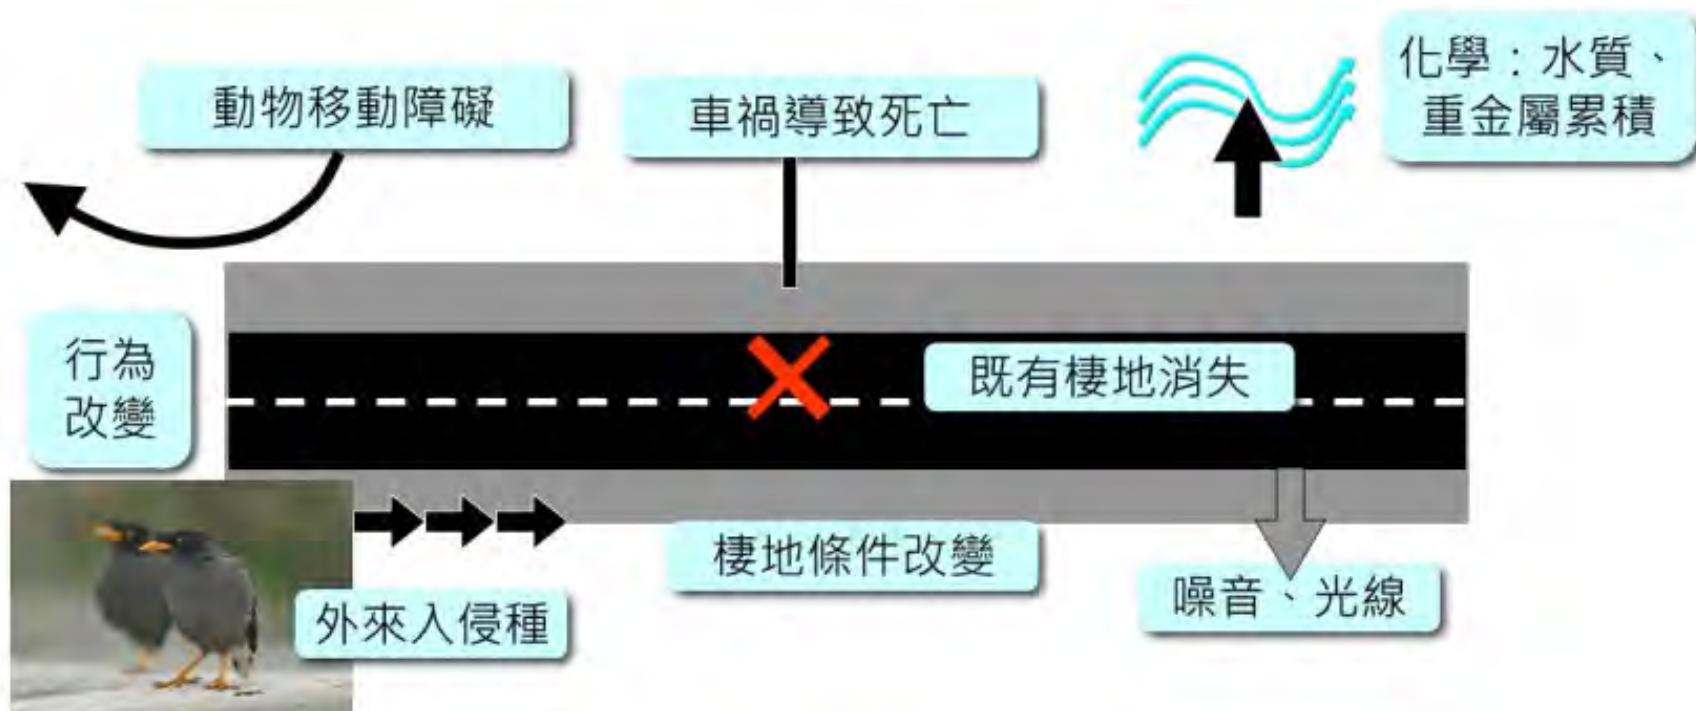 動物移動障礙
車禍導致死亡
化學：水質、
重金屬累積
行為
改變
既有棲地消失
棲地條件改變
外來入侵種
噪音、光線